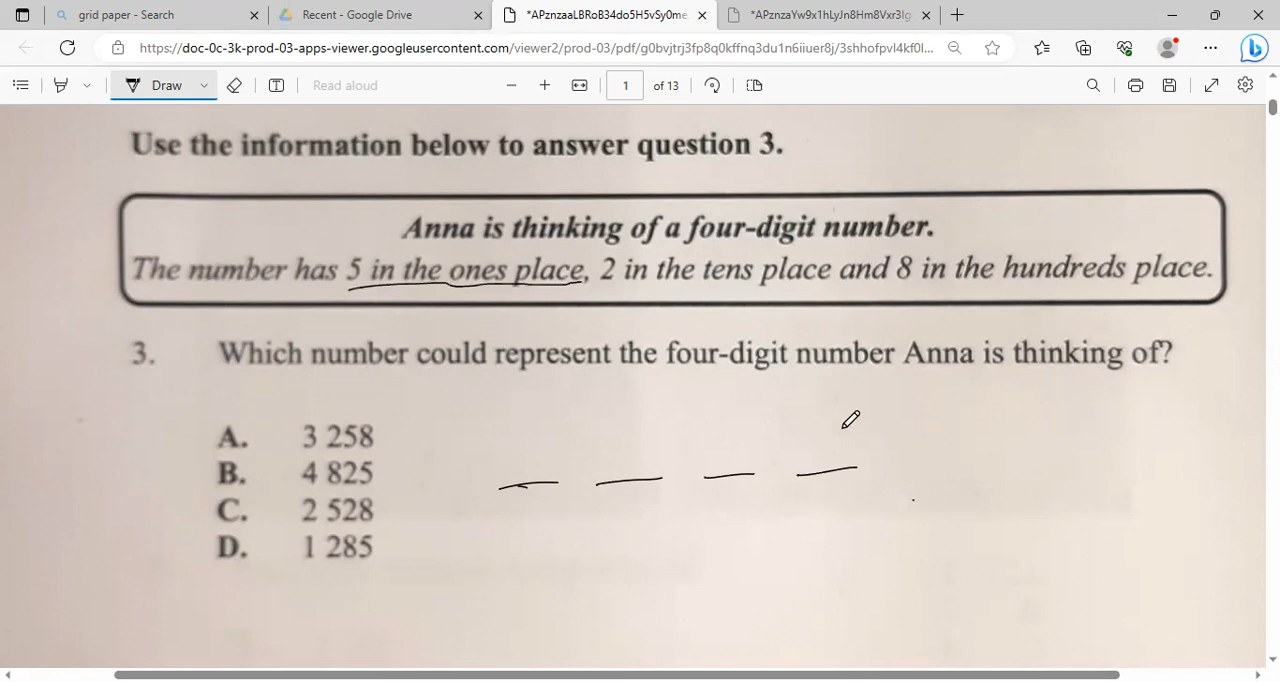 grid paper - Search
Recent - Google Drive
*APznzaaLBRoB34do5H5vSy0me
*APznzaYw9x1hLyJn8Hm8Vxr3lg
https://doc-0c-3k-prod-03-apps-viewer.googleusercontent.com/viewer2/prod-03/pdf/g0bvjtrj3fp8q0kffnq3du1n6iiuer8j/3shhofpvl4kf0l...
Draw
Read aloud
1 of 13
Use the information below to answer question 3.
Anna is thinking of a four-digit number.
The number has 5 in the ones place, 2 in the tens place and 8 in the hundreds place.
3. Which number could represent the four-digit number Anna is thinking of?
A. 3 258
B. 4 825
C. 2 528
D. 1 285